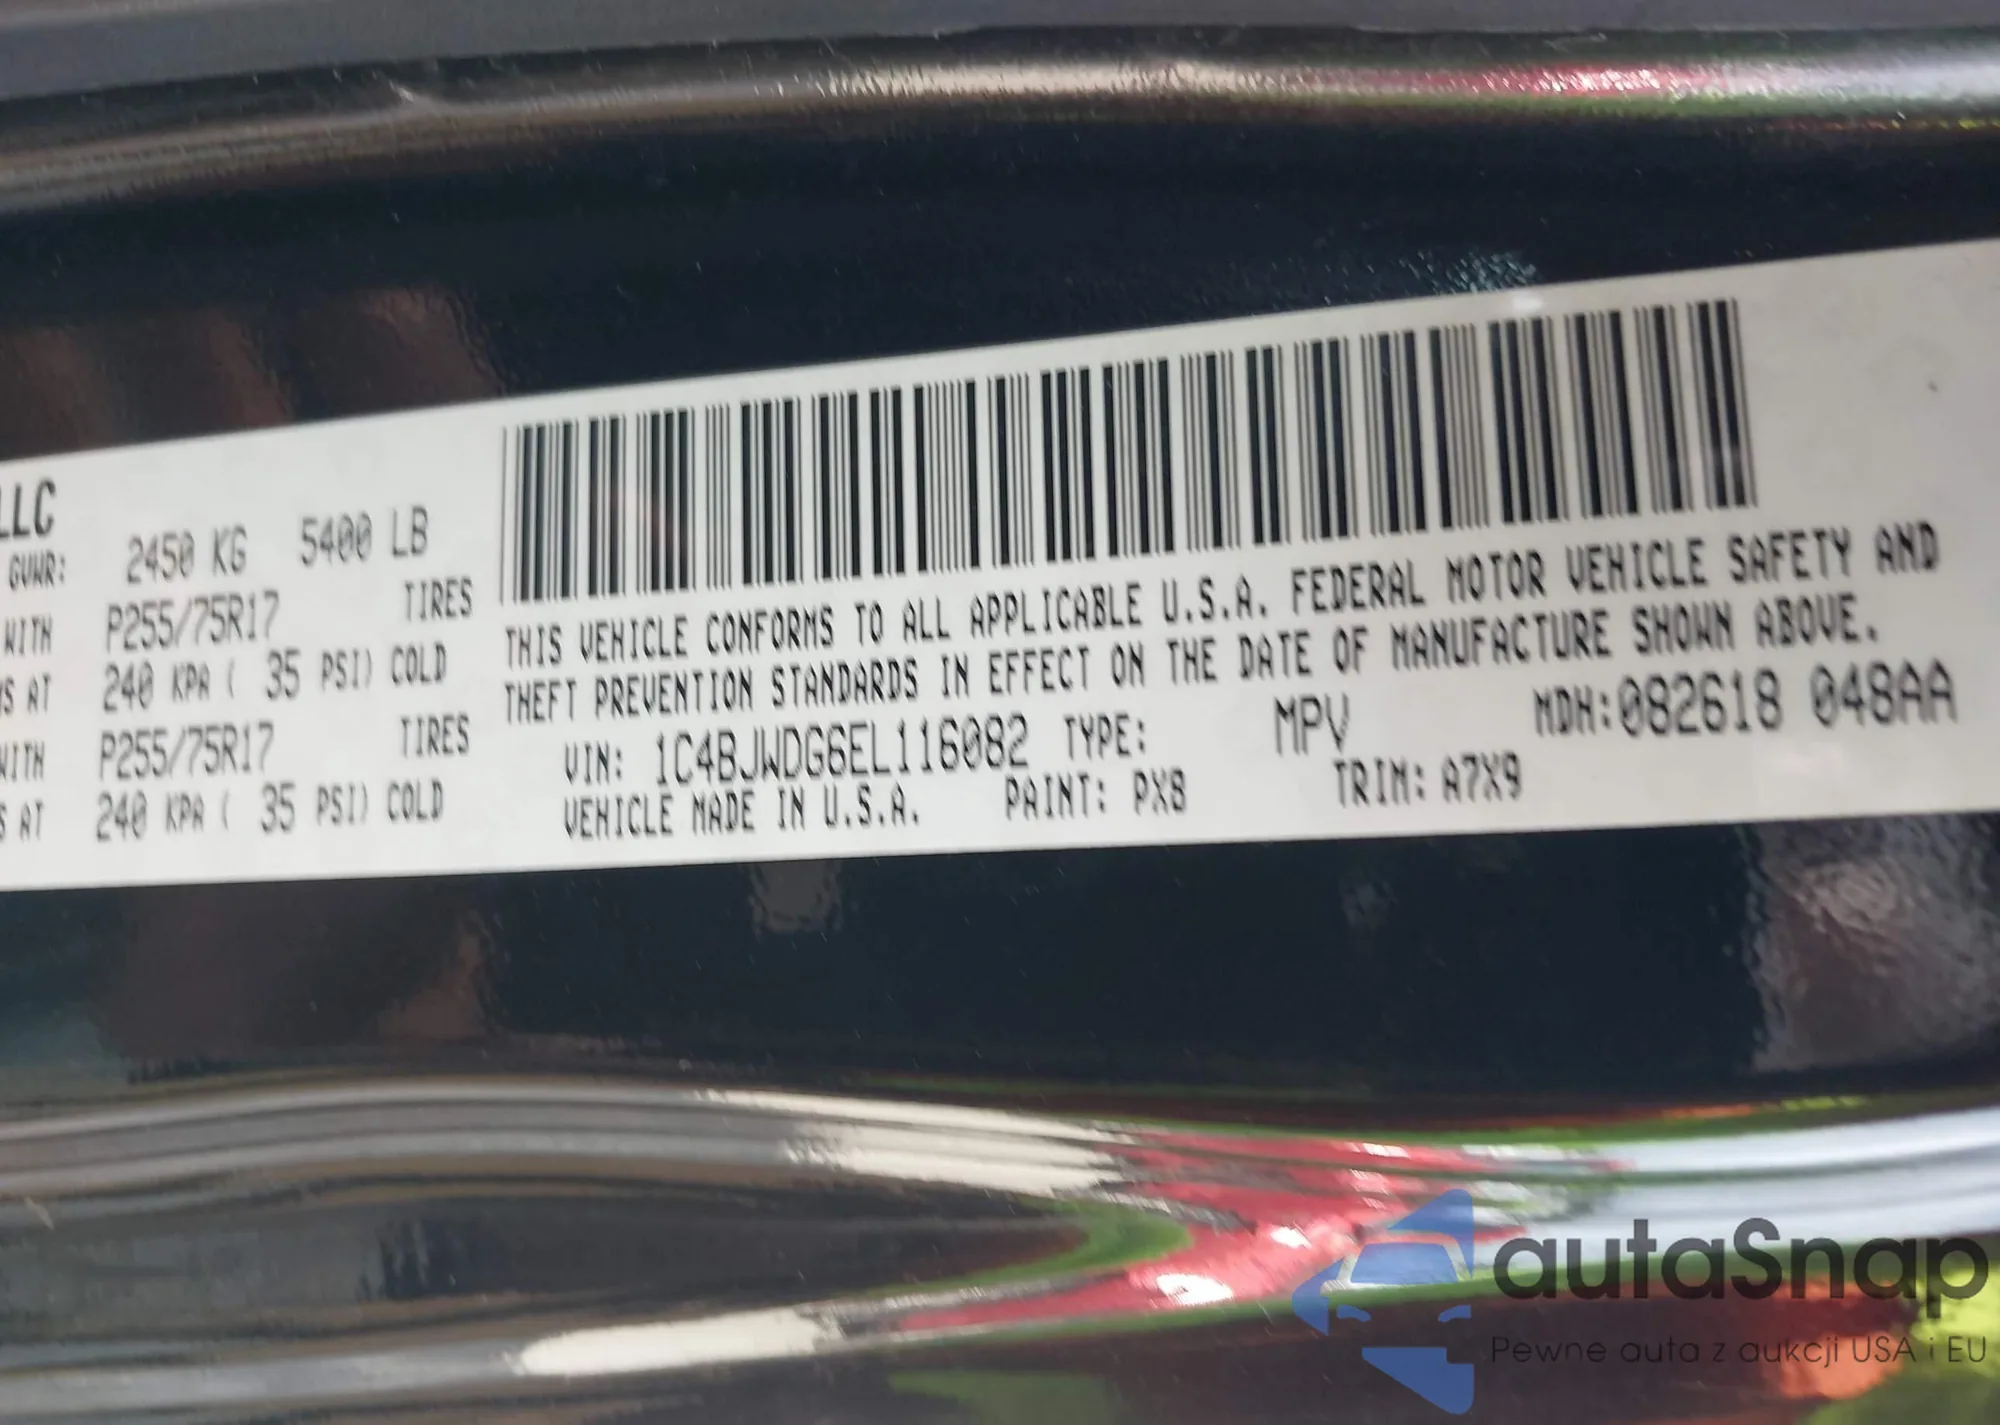 LLC
GVWR: 2450 KG 5400 LB
WITH P255/75R17 TIRES
AT 240 KPA ( 35 PSI) COLD
WITH P255/75R17 TIRES
AT 240 KPA ( 35 PSI) COLD
THIS VEHICLE CONFORMS TO ALL APPLICABLE U.S.A. FEDERAL MOTOR VEHICLE SAFETY AND
THEFT PREVENTION STANDARDS IN EFFECT ON THE DATE OF MANUFACTURE SHOWN ABOVE.
VIN: 1C4BJWDG6EL116082 TYPE: MPV MDH:082618 048AA
VEHICLE MADE IN U.S.A. PAINT: PX8 TRIM: A7X9
autaSnap
Pewne auta z aukcji USA i EU